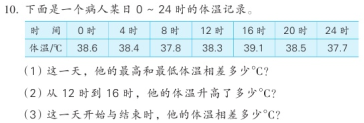 10. 下面是一个病人某日 0 ~ 24 时的体温记录。
时 间 0 时 4 时 8 时 12 时 16 时 20 时 24 时
体温/℃ 38.6 38.4 37.8 38.3 39.1 38.5 37.7
(1) 这一天，他的最高和最低体温相差多少℃?
(2) 从 12 时到 16 时，他的体温升高了多少℃?
(3) 这一天开始与结束时，他的体温相差多少℃?